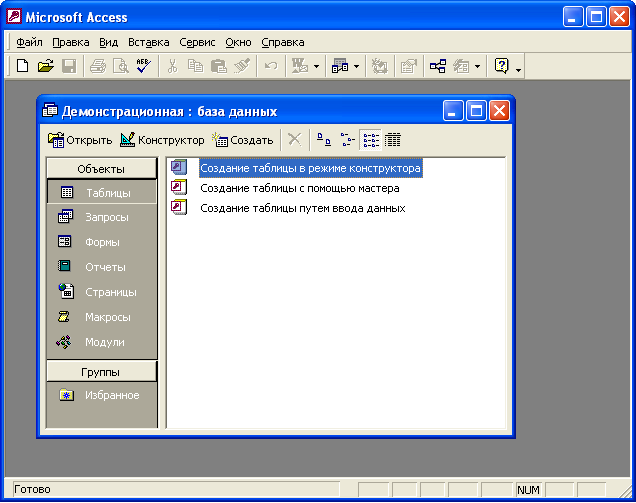 Microsoft Access
Файл Правка Вид Вставка Сервис Окно Справка
Демонстрационная : база данных
Открыть Конструктор Создать
Объекты
Таблицы
Запросы
Формы
Отчеты
Страницы
Макросы
Модули
Группы
Избранное
Создание таблицы в режиме конструктора
Создание таблицы с помощью мастера
Создание таблицы путем ввода данных
Готово
NUM